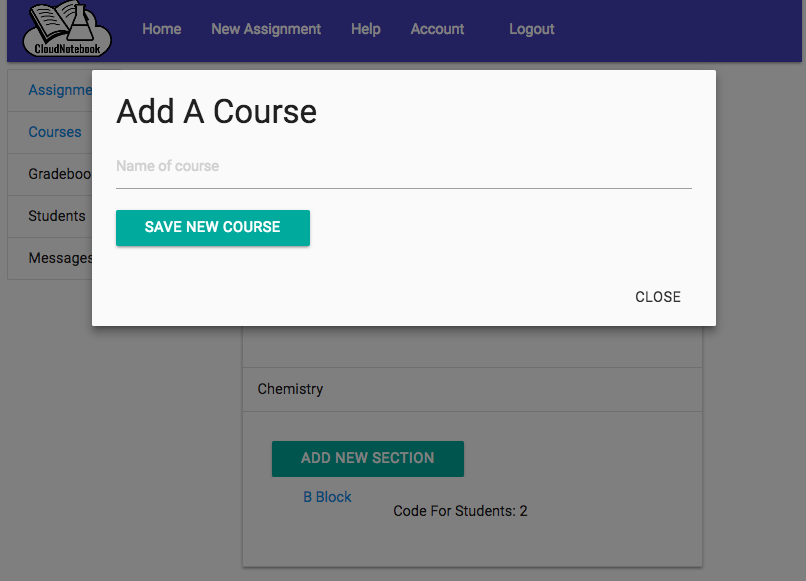 CloudNotebook
Home New Assignment Help Account Logout
Assignme
Courses
Gradeboo
Students
Messages
Add A Course
Name of course
SAVE NEW COURSE
CLOSE
Chemistry
ADD NEW SECTION
B Block
Code For Students: 2